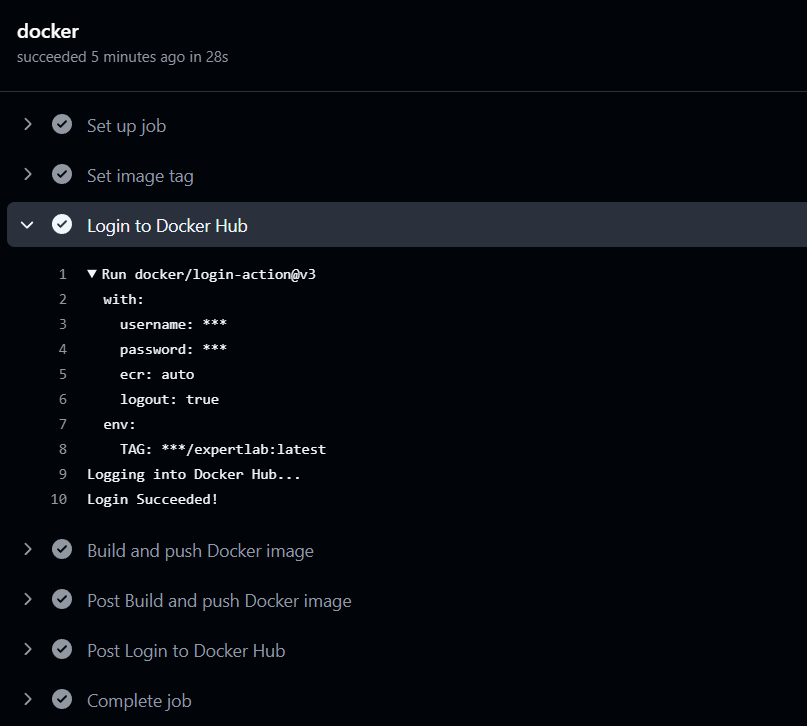 docker
succeeded 5 minutes ago in 28s
Set up job
Set image tag
Login to Docker Hub
1 ▼ Run docker/login-action@v3
2 with:
3 username: ***
4 password: ***
5 ecr: auto
6 logout: true
7 env:
8 TAG: ***/expertlab:latest
9 Logging into Docker Hub...
10 Login Succeeded!
Build and push Docker image
Post Build and push Docker image
Post Login to Docker Hub
Complete job